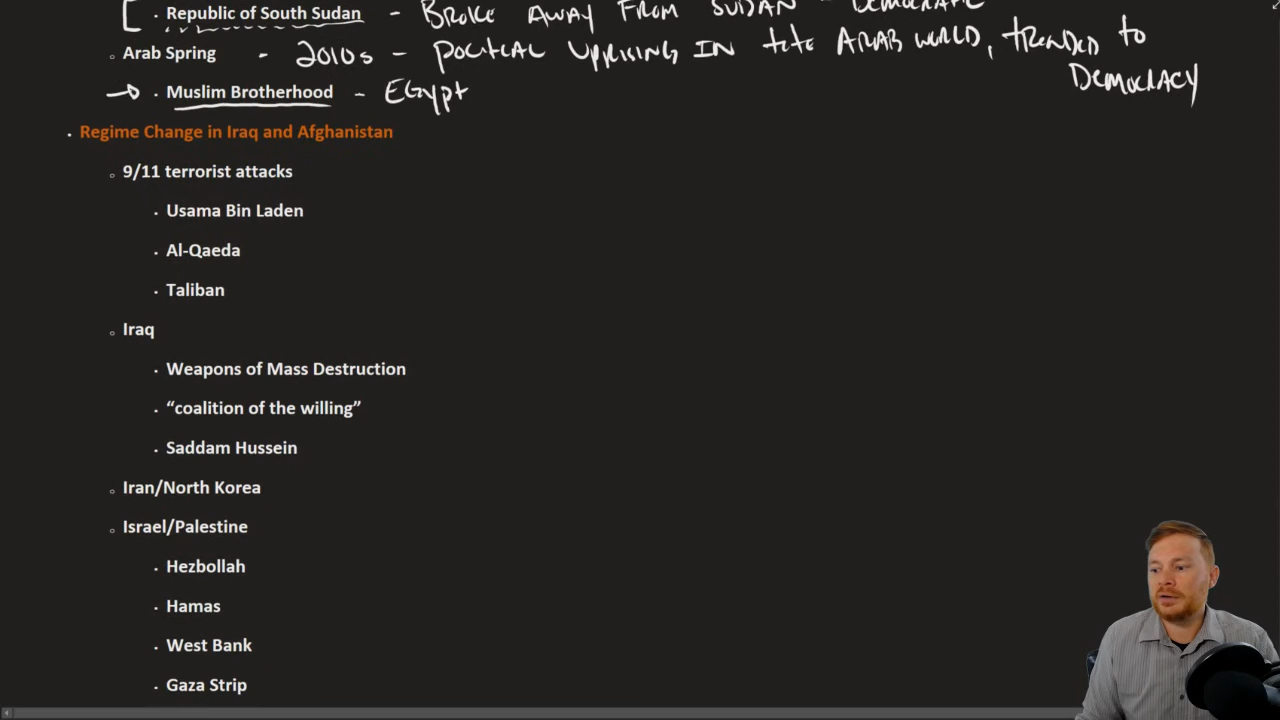 Republic of South Sudan - BROKE AWAY FROM SUDAN - DEMOCRATIC
Arab Spring - 2010s - POLITICAL UPRISING IN THE ARAB WORLD, TRENDED TO
DEMOCRACY
Muslim Brotherhood - EGYPT
Regime Change in Iraq and Afghanistan
9/11 terrorist attacks
Usama Bin Laden
Al-Qaeda
Taliban
Iraq
Weapons of Mass Destruction
“coalition of the willing”
Saddam Hussein
Iran/North Korea
Israel/Palestine
Hezbollah
Hamas
West Bank
Gaza Strip